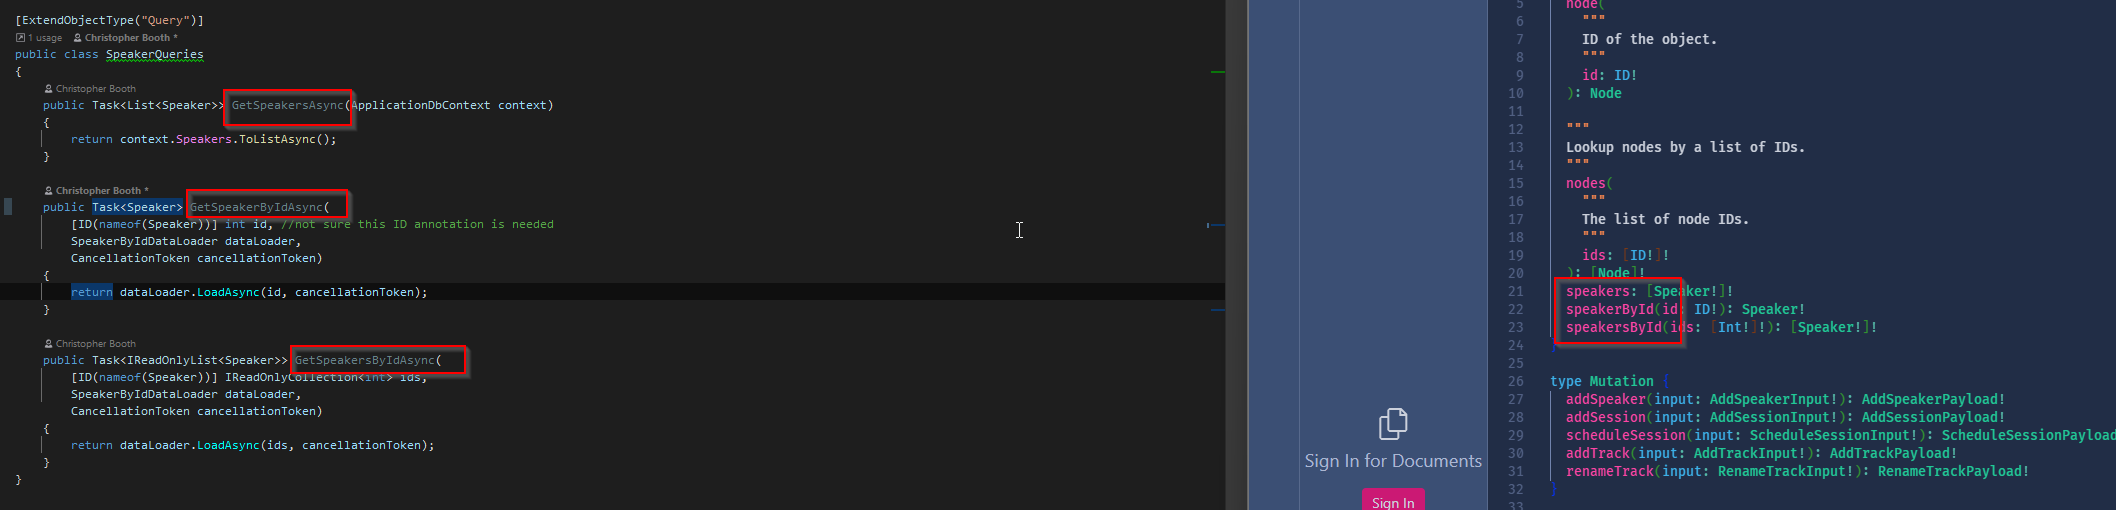 [ExtendObjectType("Query")]
1 usage Christopher Booth *
public class SpeakerQueries
{
Christopher Booth
public Task<List<Speaker>> GetSpeakersAsync(ApplicationDbContext context)
{
return context.Speakers.ToListAsync();
}
Christopher Booth *
public Task<Speaker> GetSpeakerByIdAsync(
[ID(nameof(Speaker))] int id, //not sure this ID annotation is needed
SpeakerByIdDataLoader dataLoader,
CancellationToken cancellationToken)
{
return dataLoader.LoadAsync(id, cancellationToken);
}
Christopher Booth
public Task<IReadOnlyList<Speaker>> GetSpeakersByIdAsync(
[ID(nameof(Speaker))] IReadOnlyCollection<int> ids,
SpeakerByIdDataLoader dataLoader,
CancellationToken cancellationToken)
{
return dataLoader.LoadAsync(ids, cancellationToken);
}
}
Sign In for Documents
Sign In
5 node(
6 """
7 ID of the object.
8 """
9 id: ID!
10 ): Node
11
12 """
13 Lookup nodes by a list of IDs.
14 """
15 nodes(
16 """
17 The list of node IDs.
18 """
19 ids: [ID!]!
20 ): [Node]!
21 speakers: [Speaker!]!
22 speakerById(id: ID!): Speaker!
23 speakersById(ids: [Int!]!): [Speaker!]!
24
25
26 type Mutation {
27 addSpeaker(input: AddSpeakerInput!): AddSpeakerPayload!
28 addSession(input: AddSessionInput!): AddSessionPayload!
29 scheduleSession(input: ScheduleSessionInput!): ScheduleSessionPayload
30 addTrack(input: AddTrackInput!): AddTrackPayload!
31 renameTrack(input: RenameTrackInput!): RenameTrackPayload!
32 }
33